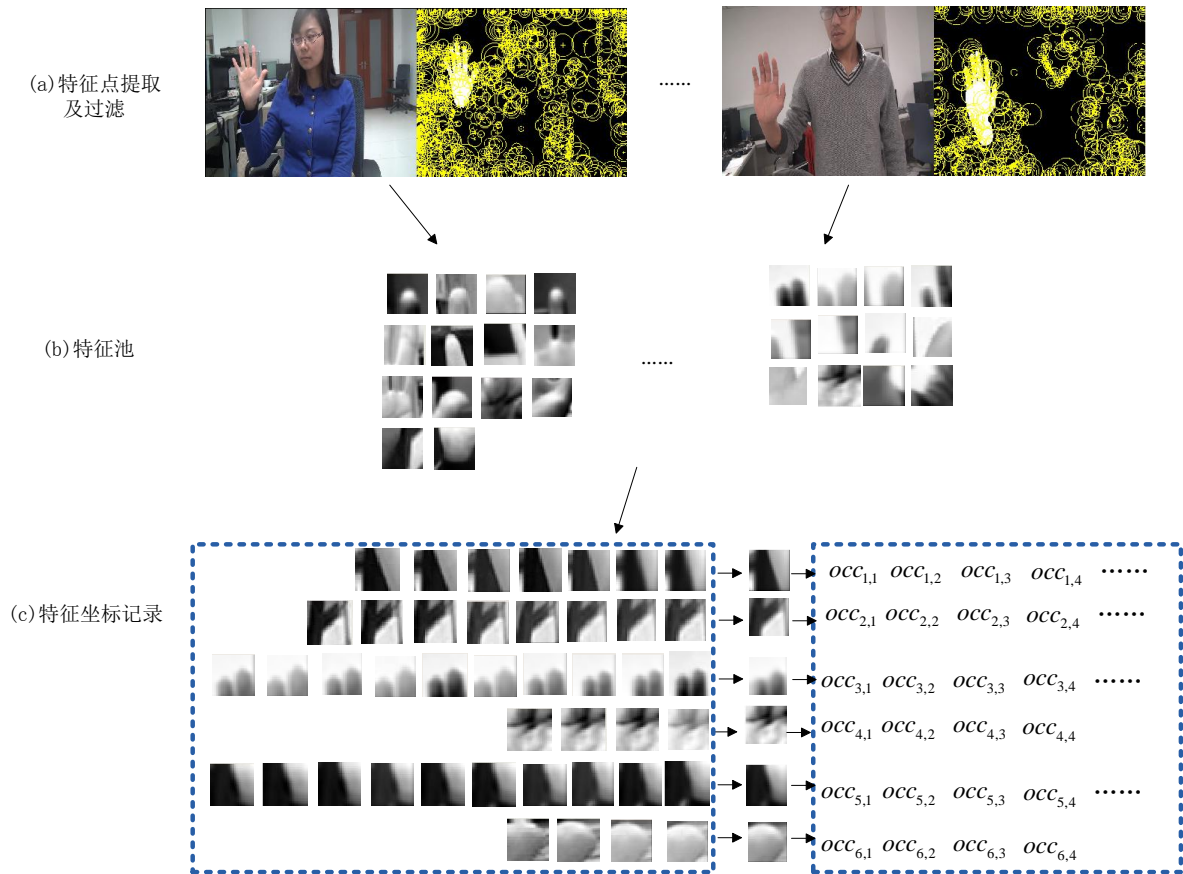 (a)特征点提取
及过滤
……
(b)特征池
……
(c)特征坐标记录
occ1,1 occ1,2 occ1,3 occ1,4 ……
occ2,1 occ2,2 occ2,3 occ2,4 ……
occ3,1 occ3,2 occ3,3 occ3,4 ……
occ4,1 occ4,2 occ4,3 occ4,4
occ5,1 occ5,2 occ5,3 occ5,4 ……
occ6,1 occ6,2 occ6,3 occ6,4